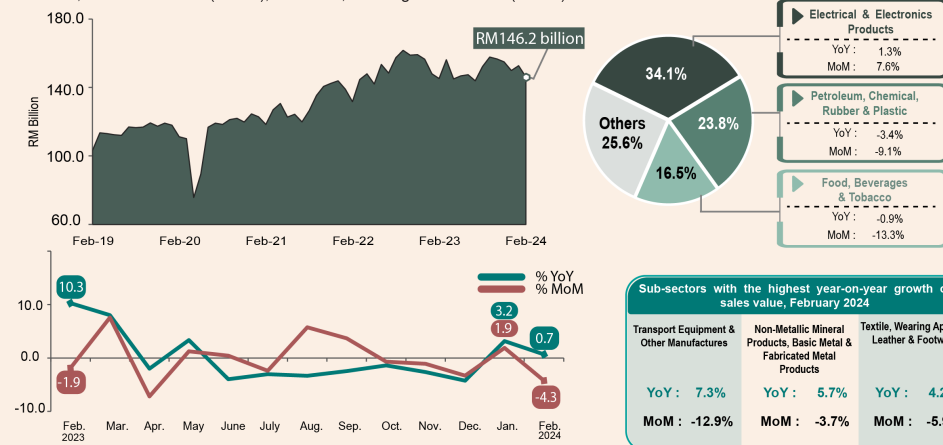 180.0
140.0
100.0
60.0
RM Billion
RM146.2 billion
Feb-19
Feb-20
Feb-21
Feb-22
Feb-23
Feb-24
34.1%
23.8%
16.5%
Others
25.6%
Electrical & Electronics
Products
YoY : 1.3%
MoM : 7.6%
Petroleum, Chemical,
Rubber & Plastic
YoY : -3.4%
MoM : -9.1%
Food, Beverages
& Tobacco
YoY : -0.9%
MoM : -13.3%
% YoY
% MoM
10.0
0.0
-10.0
10.3
-1.9
3.2
1.9
0.7
-4.3
Feb.
2023
Mar.
Apr.
May
June
July
Aug.
Sep.
Oct.
Nov.
Dec.
Jan.
Feb.
2024
Sub-sectors with the highest year-on-year growth
sales value, February 2024
Transport Equipment &
Other Manufactures
YoY : 7.3%
MoM : -12.9%
Non-Metallic Mineral
Products, Basic Metal &
Fabricated Metal
Products
YoY : 5.7%
MoM : -3.7%
Textile, Wearing
Leather &
YoY :
MoM :